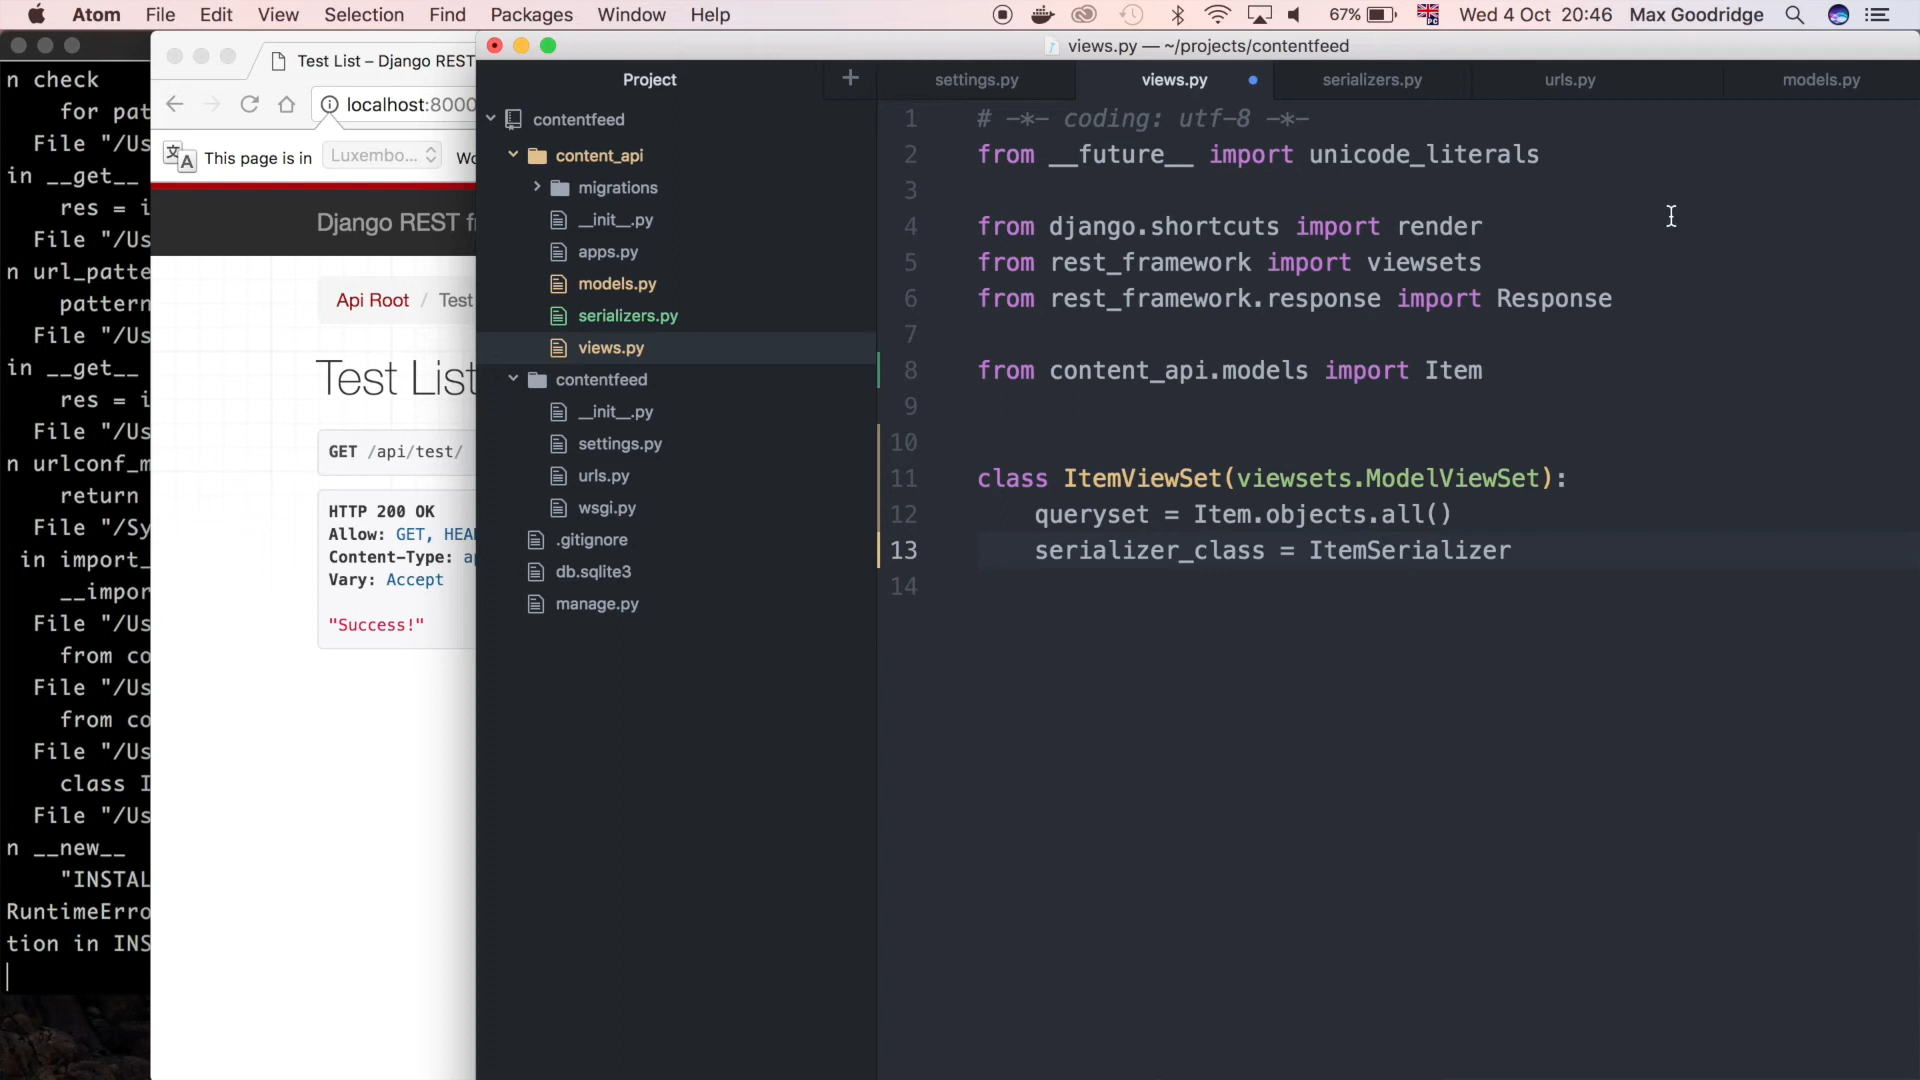 Atom File Edit View Selection Find Packages Window Help 67% Wed 4 Oct 20:46 Max Goodridge
n check
for pat
File "/Us
in __get__
res = i
File "/Us
n url_patte
pattern
File "/Us
in __get__
res = i
File "/Us
n urlconf_m
return
File "/Sy
in import_
__impor
File "/Us
from co
File "/Us
from co
File "/Us
class I
File "/Us
n __new__
"INSTAL
RuntimeErro
tion in INS
Test List – Django REST
localhost:8000
This page is in Luxembo... Wo
Django REST f
Api Root / Test
Test List
GET /api/test/
HTTP 200 OK
Allow: GET, HEA
Content-Type: a
Vary: Accept
"Success!"
views.py — ~/projects/contentfeed
Project
contentfeed
content_api
migrations
__init__.py
apps.py
models.py
serializers.py
views.py
contentfeed
__init__.py
settings.py
urls.py
wsgi.py
.gitignore
db.sqlite3
manage.py
settings.py views.py serializers.py urls.py models.py
1 # -*- coding: utf-8 -*-
2 from __future__ import unicode_literals
3
4 from django.shortcuts import render
5 from rest_framework import viewsets
6 from rest_framework.response import Response
7
8 from content_api.models import Item
9
10
11 class ItemViewSet(viewsets.ModelViewSet):
12 queryset = Item.objects.all()
13 serializer_class = ItemSerializer
14